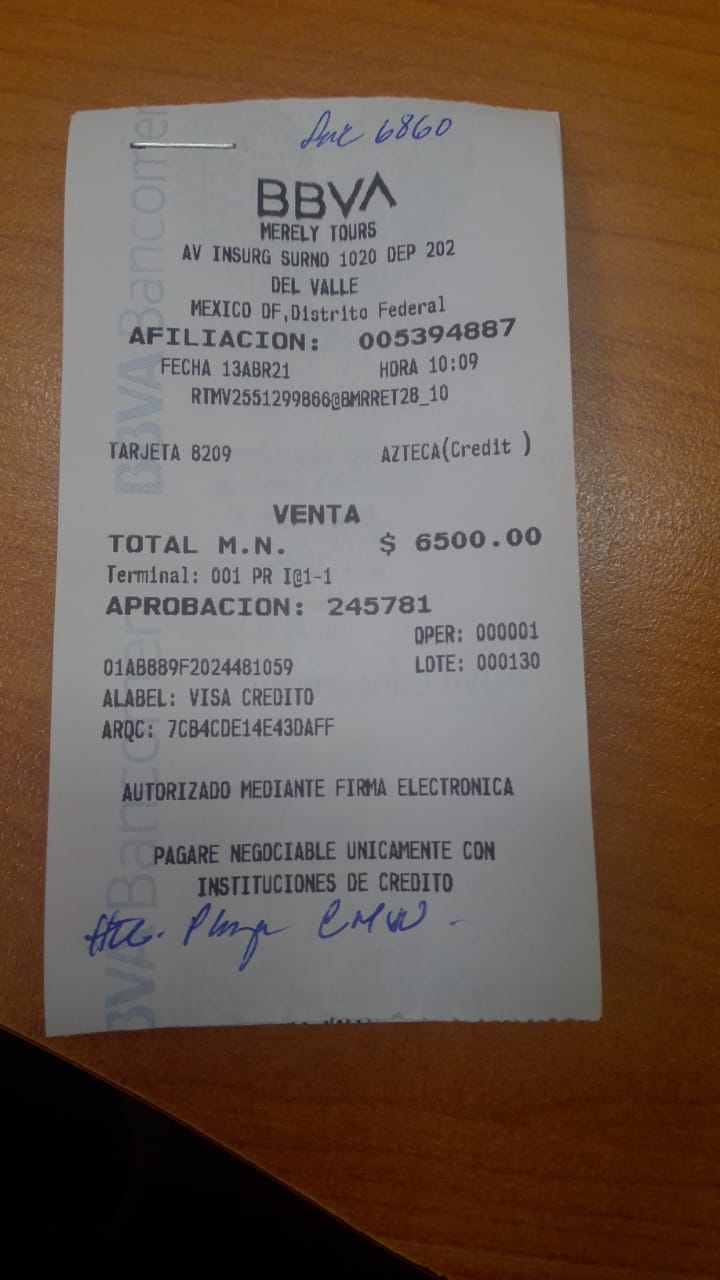 6860
BBVA
MERELY TOURS
AV INSURG SURNO 1020 DEP 202
DEL VALLE
MEXICO DF,Distrito Federal
AFILIACION: 005394887
FECHA 13ABR21 HORA 10:09
RTMV2551299866@BMRRET28_10
TARJETA 8209 AZTECA(Credit )
VENTA
TOTAL M.N. $ 6500.00
Terminal: 001 PR I@1-1
APROBACION: 245781
OPER: 000001
01AB889F2024481059 LOTE: 000130
ALABEL: VISA CREDITO
ARQC: 7CB4CDE14E43DAFF
AUTORIZADO MEDIANTE FIRMA ELECTRONICA
PAGARE NEGOCIABLE UNICAMENTE CON
INSTITUCIONES DE CREDITO
BBVA Bancomer
BBVA Bancomer